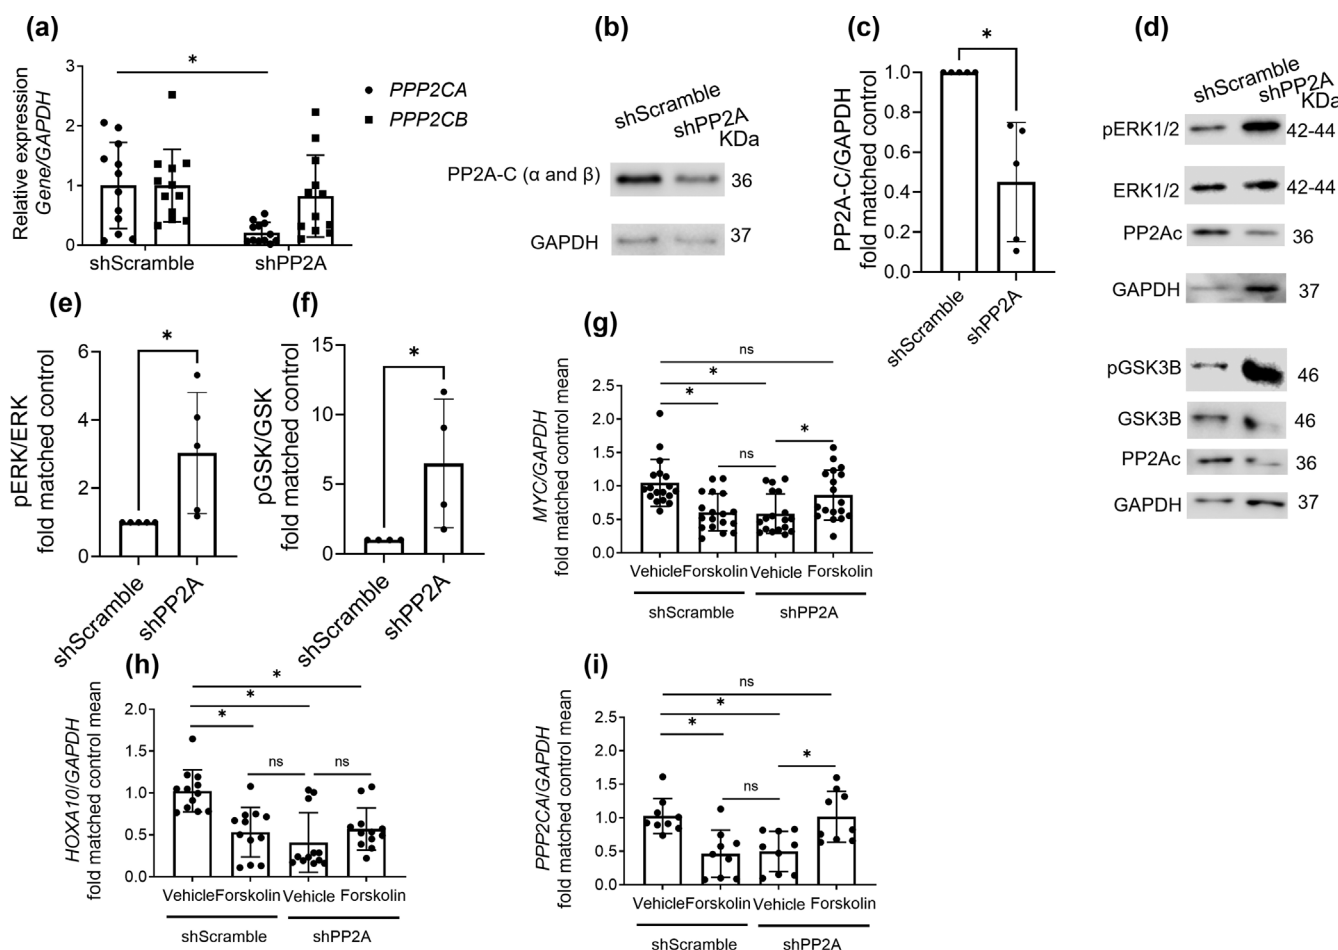 (a)
Relative expression
Gene/GAPDH
3
2
1
0
*
PPP2CA
PPP2CB
shScramble
shPP2A
(b)
shScramble
shPP2A
KDa
PP2A-C (α and β)
36
GAPDH
37
(c)
PP2A-C/GAPDH
fold matched control
1.0
0.8
0.6
0.4
0.2
0.0
*
shScramble
shPP2A
(d)
shScramble
shPP2A
KDa
pERK1/2
42-44
ERK1/2
42-44
PP2Ac
36
GAPDH
37
pGSK3B
46
GSK3B
46
PP2Ac
36
GAPDH
37
(e)
pERK/ERK
fold matched control
6
4
2
0
*
shScramble
shPP2A
(f)
pGSK/GSK
fold matched control
15
10
5
0
*
shScramble
shPP2A
(g)
MYC/GAPDH
fold matched control mean
2.5
2.0
1.5
1.0
0.5
0.0
ns
*
*
*
ns
Vehicle
Forskolin
Vehicle
Forskolin
shScramble
shPP2A
(h)
HOXA10/GAPDH
fold matched control mean
2.0
1.5
1.0
0.5
0.0
*
*
*
ns
ns
Vehicle
Forskolin
Vehicle
Forskolin
shScramble
shPP2A
(i)
PPP2CA/GAPDH
fold matched control mean
2.5
2.0
1.5
1.0
0.5
0.0
ns
*
*
*
ns
Vehicle
Forskolin
Vehicle
Forskolin
shScramble
shPP2A